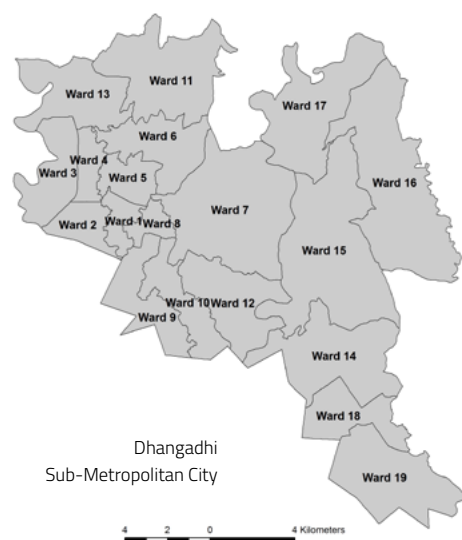 Ward 11
Ward 13
Ward 17
Ward 6
Ward 4
Ward 3
Ward 5
Ward 16
Ward 7
Ward 2
Ward 1
Ward 8
Ward 15
Ward 10
Ward 12
Ward 9
Ward 14
Ward 18
Dhangadhi
Sub-Metropolitan City
Ward 19
4 2 0 4 Kilometers